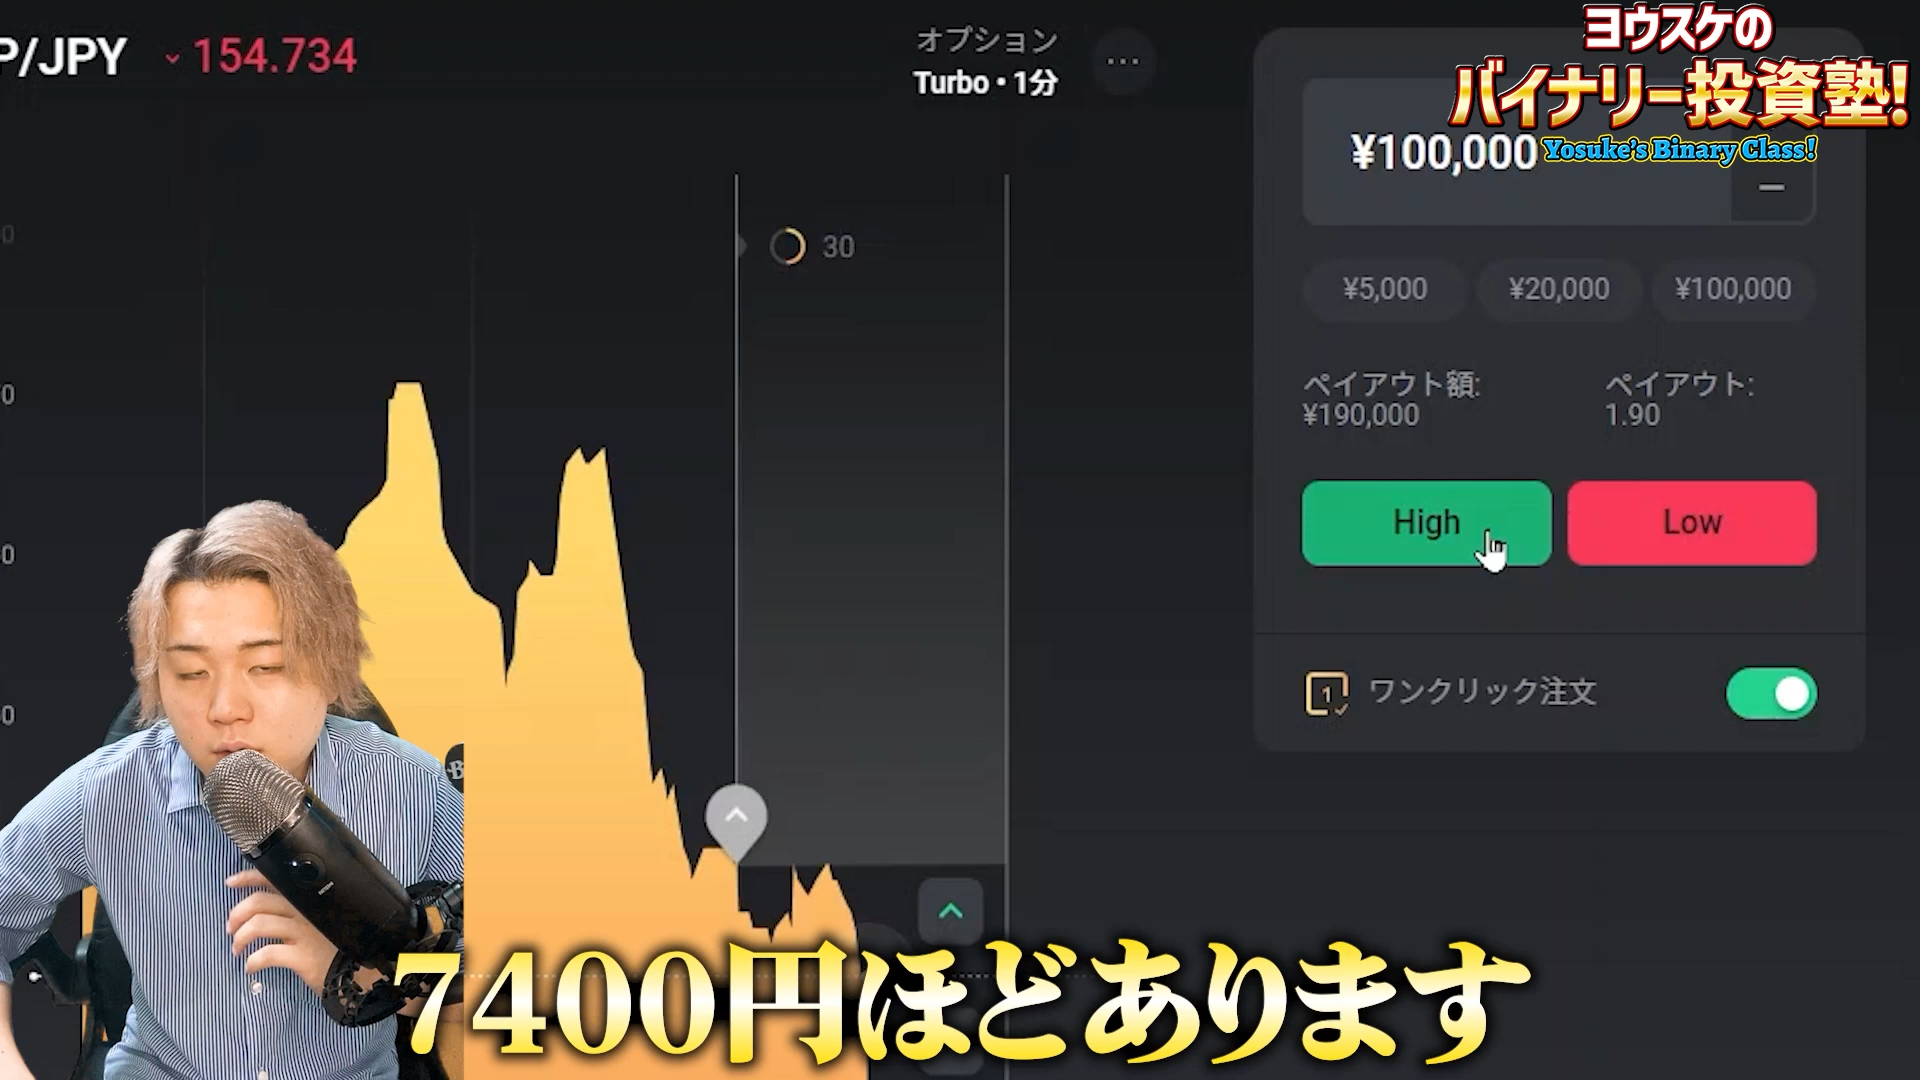 P/JPY 154.734
オプション
Turbo・1分
ヨウスケの
バイナリー投資塾!
Yosuke's Binary Class!
¥100,000
30
¥5,000 ¥20,000 ¥100,000
ペイアウト額: ペイアウト:
¥190,000 1.90
High Low
1 ワンクリック注文
7400円ほどあります